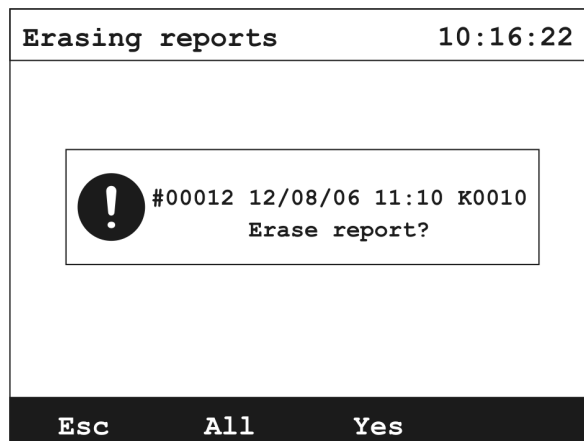 Erasing reports 10:16:22
#00012 12/08/06 11:10 K0010
Erase report?
Esc All Yes